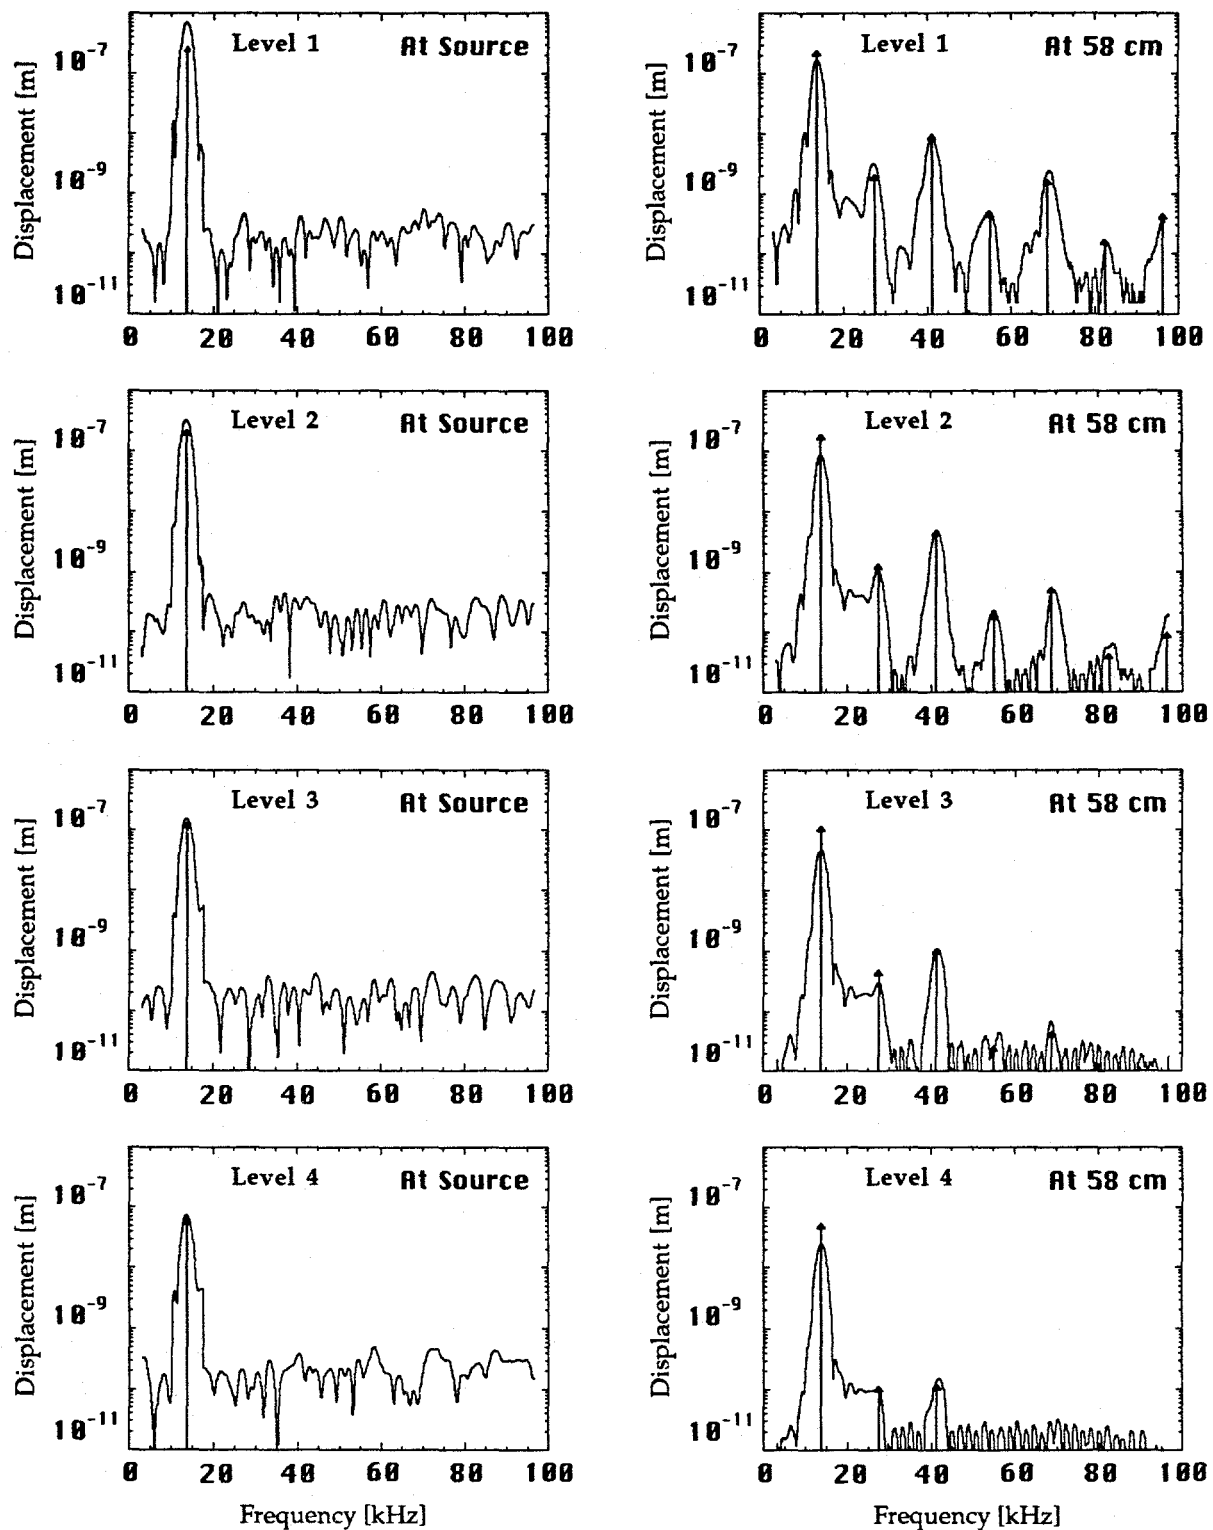 Level 1 At Source
Displacement [m]
10^-7
10^-9
10^-11
0 20 40 60 80 100
Level 1 At 58 cm
Displacement [m]
10^-7
10^-9
10^-11
0 20 40 60 80 100
Level 2 At Source
Displacement [m]
10^-7
10^-9
10^-11
0 20 40 60 80 100
Level 2 At 58 cm
Displacement [m]
10^-7
10^-9
10^-11
0 20 40 60 80 100
Level 3 At Source
Displacement [m]
10^-7
10^-9
10^-11
0 20 40 60 80 100
Level 3 At 58 cm
Displacement [m]
10^-7
10^-9
10^-11
0 20 40 60 80 100
Level 4 At Source
Displacement [m]
10^-7
10^-9
10^-11
0 20 40 60 80 100
Frequency [kHz]
Level 4 At 58 cm
Displacement [m]
10^-7
10^-9
10^-11
0 20 40 60 80 100
Frequency [kHz]